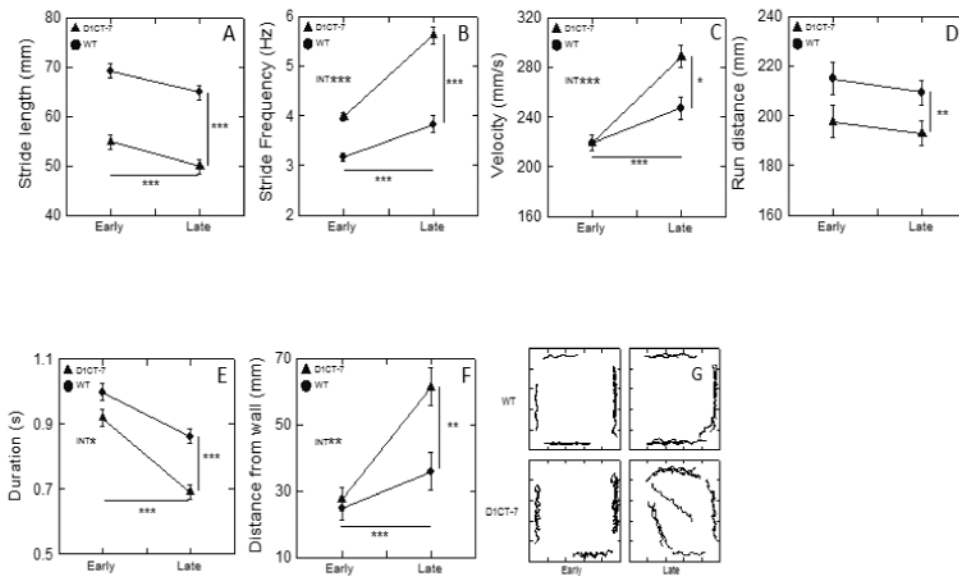 A
▲ D1CT-7
● WT
Stride length (mm)
80
70
60
50
40
***
***
Early
Late
B
▲ D1CT-7
● WT
Stride Frequency (Hz)
6
5
4
3
2
INT***
***
***
Early
Late
C
▲ D1CT-7
● WT
Velocity (mm/s)
320
280
240
200
160
INT***
*
***
Early
Late
D
▲ D1CT-7
● WT
Run distance (mm)
240
220
200
180
160
**
Early
Late
E
▲ D1CT-7
● WT
Duration (s)
1.1
0.9
0.7
0.5
INT*
***
***
Early
Late
F
▲ D1CT-7
● WT
Distance from wall (mm)
70
50
30
10
INT**
**
***
Early
Late
G
WT
D1CT-7
Early
Late